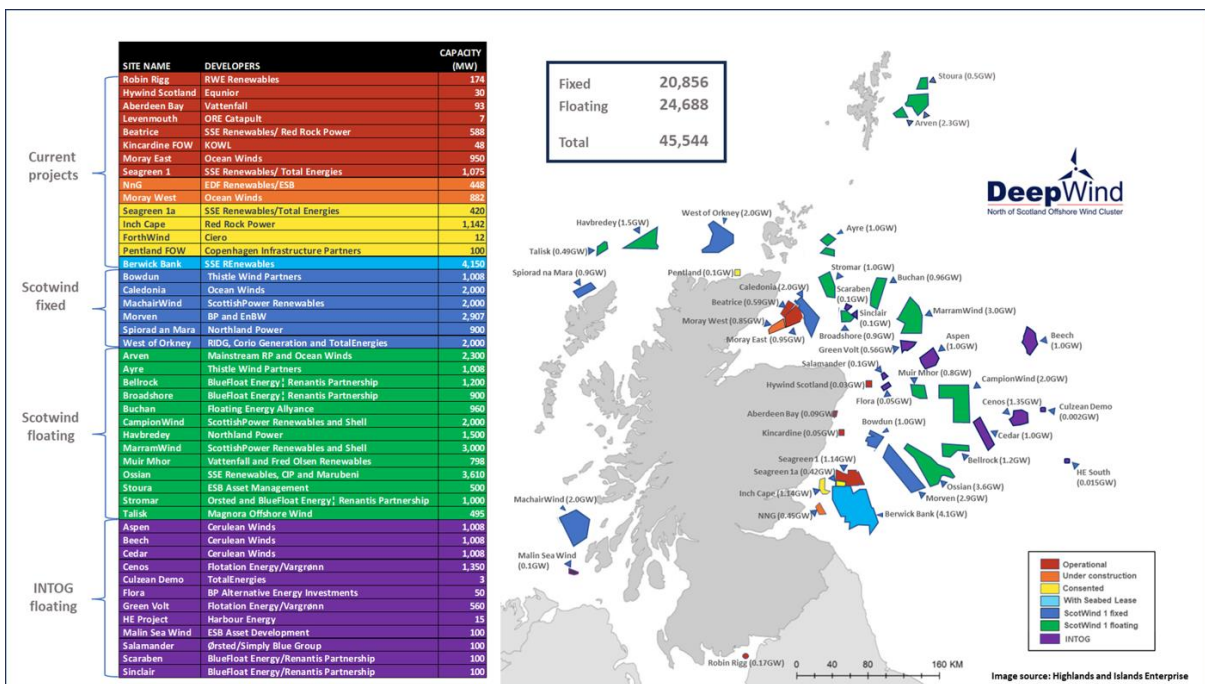 SITE NAME DEVELOPERS CAPACITY (MW)
Current projects
Robin Rigg RWE Renewables 174
Hywind Scotland Equnior 30
Aberdeen Bay Vattenfall 93
Levenmouth ORE Catapult 7
Beatrice SSE Renewables/ Red Rock Power 588
Kincardine FOW KOWL 48
Moray East Ocean Winds 950
Seagreen 1 SSE Renewables/ Total Energies 1,075
NnG EDF Renewables/ESB 448
Moray West Ocean Winds 882
Seagreen 1a SSE Renewables/Total Energies 420
Inch Cape Red Rock Power 1,142
ForthWind Ciero 12
Pentland FOW Copenhagen Infrastructure Partners 100
Berwick Bank SSE REnewables 4,150
Scotwind fixed
Bowdun Thistle Wind Partners 1,008
Caledonia Ocean Winds 2,000
MachairWind ScottishPower Renewables 2,000
Morven BP and EnBW 2,907
Spiorad an Mara Northland Power 900
West of Orkney RIDG, Corio Generation and TotalEnergies 2,000
Scotwind floating
Arven Mainstream RP and Ocean Winds 2,300
Ayre Thistle Wind Partners 1,008
Bellrock BlueFloat Energy¦ Renantis Partnership 1,200
Broadshore BlueFloat Energy¦ Renantis Partnership 900
Buchan Floating Energy Allyance 960
CampionWind ScottishPower Renewables and Shell 2,000
Havbredey Northland Power 1,500
MarramWind ScottishPower Renewables and Shell 3,000
Muir Mhor Vattenfall and Fred Olsen Renewables 798
Ossian SSE Renewables, CIP and Marubeni 3,610
Stoura ESB Asset Management 500
Stromar Orsted and BlueFloat Energy¦ Renantis Partnership 1,000
Talisk Magnora Offshore Wind 495
INTOG floating
Aspen Cerulean Winds 1,008
Beech Cerulean Winds 1,008
Cedar Cerulean Winds 1,008
Cenos Flotation Energy/Vargrønn 1,350
Culzean Demo TotalEnergies 3
Flora BP Alternative Energy Investments 50
Green Volt Flotation Energy/Vargrønn 560
HE Project Harbour Energy 15
Malin Sea Wind ESB Asset Development 100
Salamander Ørsted/Simply Blue Group 100
Scaraben BlueFloat Energy/Renantis Partnership 100
Sinclair BlueFloat Energy/Renantis Partnership 100
Fixed 20,856
Floating 24,688
Total 45,544
Stoura (0.5GW)
Arven (2.3GW)
DeepWind
North of Scotland Offshore Wind Cluster
West of Orkney (2.0GW)
Havbredey (1.5GW)
Ayre (1.0GW)
Talisk (0.49GW)
Spiorad na Mara (0.9GW)
Pentland (0.1GW)
Stromar (1.0GW)
Buchan (0.96GW)
Caledonia (2.0GW)
Scaraben
(0.1GW)
Beatrice (0.59GW)
Sinclair
(0.1GW)
MarramWind (3.0GW)
Moray West (0.85GW)
Moray East (0.95GW)
Broadshore (0.9GW)
Green Volt (0.56GW)
Aspen
(1.0GW)
Beech
(1.0GW)
Salamander (0.1GW)
Muir Mhor (0.8GW)
Hywind Scotland (0.03GW)
Flora (0.05GW)
CampionWind (2.0GW)
Cenos (1.35GW)
Culzean Demo
(0.002GW)
Aberdeen Bay (0.09GW)
Bowdun (1.0GW)
Kincardine (0.05GW)
Cedar (1.0GW)
Bellrock (1.2GW)
HE South
(0.015GW)
Seagreen 1 (1.14GW)
Seagreen 1a (0.42GW)
Ossian (3.6GW)
Inch Cape (1.14GW)
Morven (2.9GW)
MachairWind (2.0GW)
NNG (0.45GW)
Berwick Bank (4.1GW)
Malin Sea Wind
(0.1GW)
Robin Rigg (0.17GW)
Operational
Under construction
Consented
With Seabed Lease
ScotWind 1 fixed
ScotWind 1 floating
INTOG
0 40 80 160 KM
Image source: Highlands and Islands Enterprise